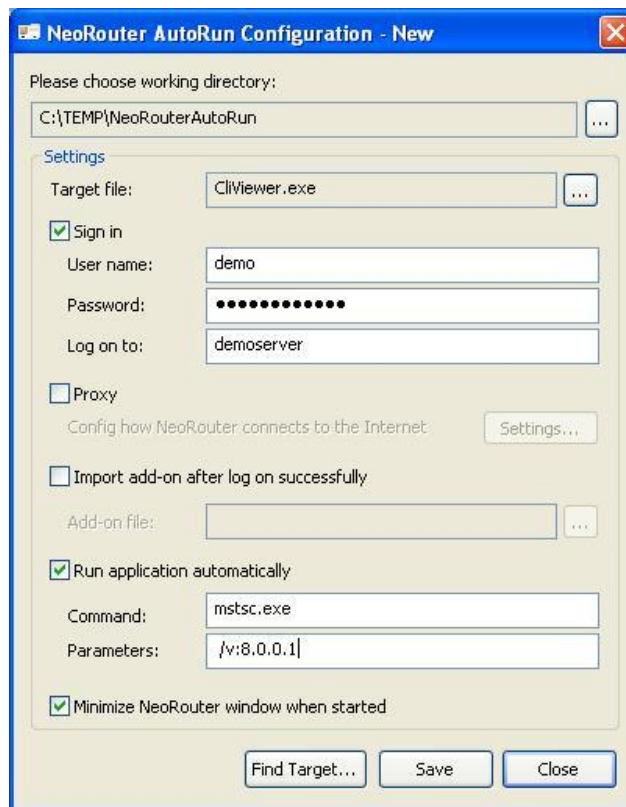 NeoRouter AutoRun Configuration - New
Please choose working directory:
C:\TEMP\NeoRouterAutoRun
...
Settings
Target file: CliViewer.exe ...
Sign in
User name: demo
Password: ●●●●●●●●●●●●
Log on to: demoserver
Proxy
Config how NeoRouter connects to the Internet Settings...
Import add-on after log on successfully
Add-on file: ...
Run application automatically
Command: mstsc.exe
Parameters: /v:8.0.0.1
Minimize NeoRouter window when started
Find Target... Save Close